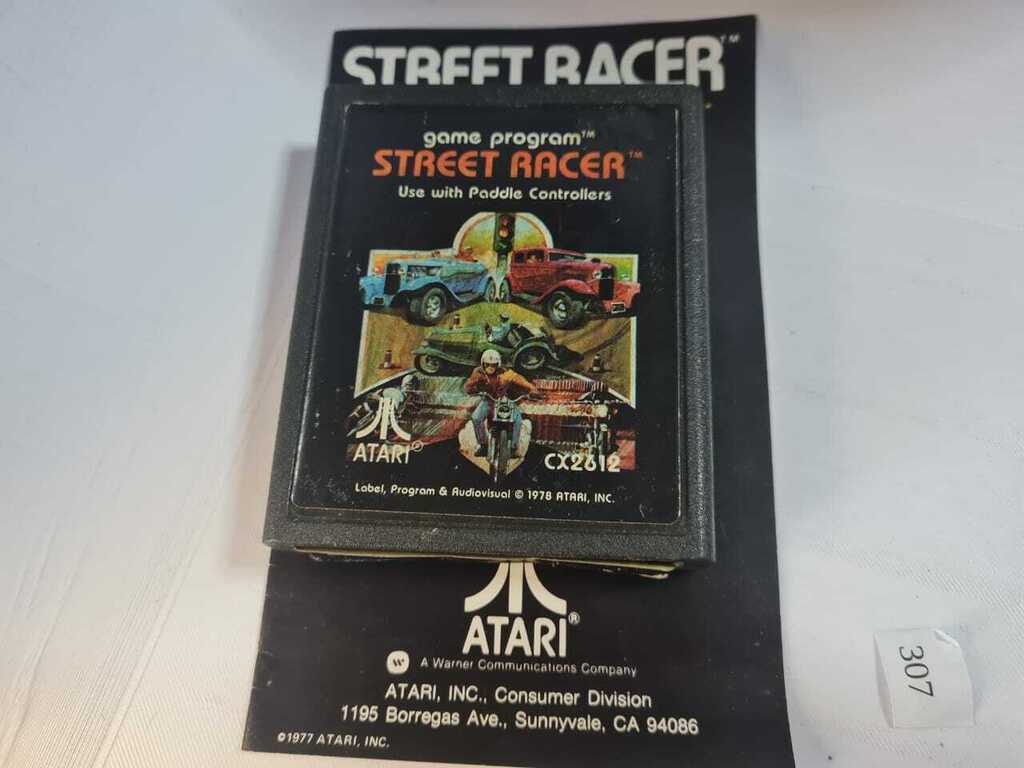 STREET RACER™
game program™
STREET RACER™
Use with Paddle Controllers
ATARI®
CX2612
Label, Program & Audiovisual © 1978 ATARI, INC.
ATARI®
W A Warner Communications Company
ATARI, INC., Consumer Division
1195 Borregas Ave., Sunnyvale, CA 94086
©1977 ATARI, INC.
307